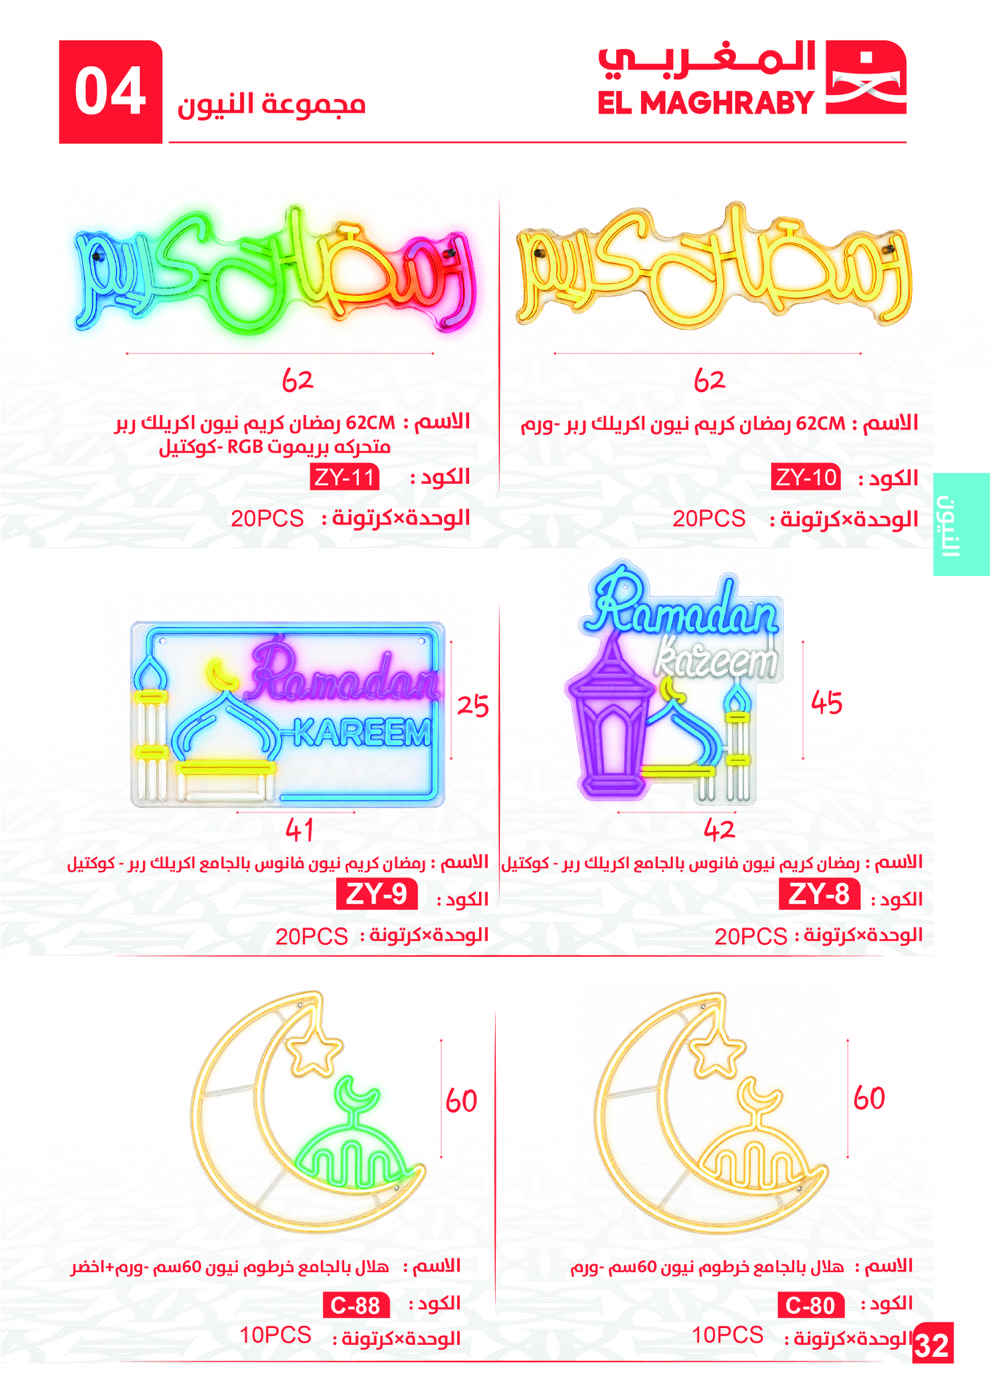 04
مجموعة النيون
المغربي
EL MAGHRABY
رمضان كريم
رمضان كريم
62
62
الاسم : 62CM رمضان كريم نيون اكريلك ربر -ورم
الكود : ZY-10
الوحدة×كرتونة : 20PCS
الاسم : 62CM رمضان كريم نيون اكريلك ربر
متحركه بريموت RGB -كوكتيل
الكود : ZY-11
الوحدة×كرتونة : 20PCS
النيون
Ramadan
kareem
45
42
Ramadan
KAREEM
25
41
الاسم : رمضان كريم نيون فانوس بالجامع اكريلك ربر - كوكتيل
الكود : ZY-8
الوحدة×كرتونة : 20PCS
الاسم : رمضان كريم نيون فانوس بالجامع اكريلك ربر - كوكتيل
الكود : ZY-9
الوحدة×كرتونة : 20PCS
60
60
الاسم : هلال بالجامع خرطوم نيون 60سم -ورم
الكود : C-80
الوحدة×كرتونة : 10PCS
الاسم : هلال بالجامع خرطوم نيون 60سم -ورم+اخضر
الكود : C-88
الوحدة×كرتونة : 10PCS
32